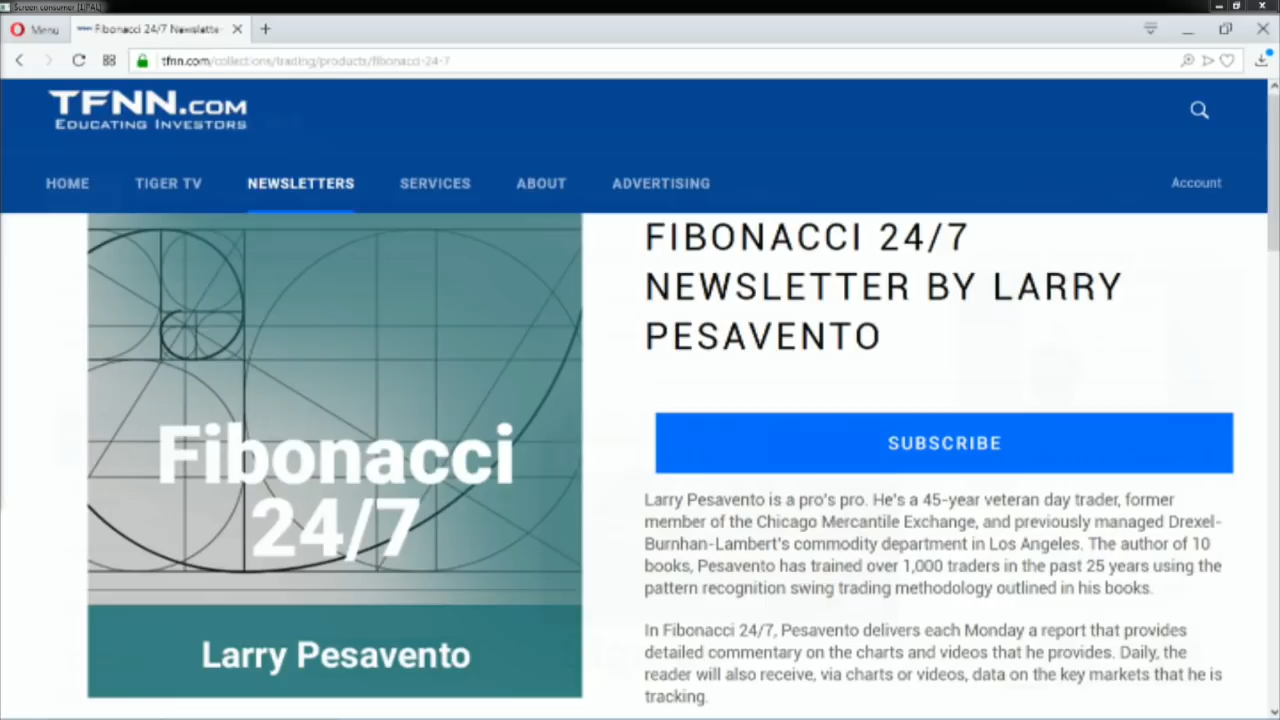 Screen consumer [1[PAL]
Menu
Fibonacci 24/7 Newslette
tfnn.com/collections/trading/products/fibonacci-24-7
TFNN.COM
EDUCATING INVESTORS
HOME
TIGER TV
NEWSLETTERS
SERVICES
ABOUT
ADVERTISING
Account
Fibonacci
24/7
Larry Pesavento
FIBONACCI 24/7
NEWSLETTER BY LARRY
PESAVENTO
SUBSCRIBE
Larry Pesavento is a pro's pro. He's a 45-year veteran day trader, former
member of the Chicago Mercantile Exchange, and previously managed Drexel-
Burnhan-Lambert's commodity department in Los Angeles. The author of 10
books, Pesavento has trained over 1,000 traders in the past 25 years using the
pattern recognition swing trading methodology outlined in his books.
In Fibonacci 24/7, Pesavento delivers each Monday a report that provides
detailed commentary on the charts and videos that he provides. Daily, the
reader will also receive, via charts or videos, data on the key markets that he is
tracking.